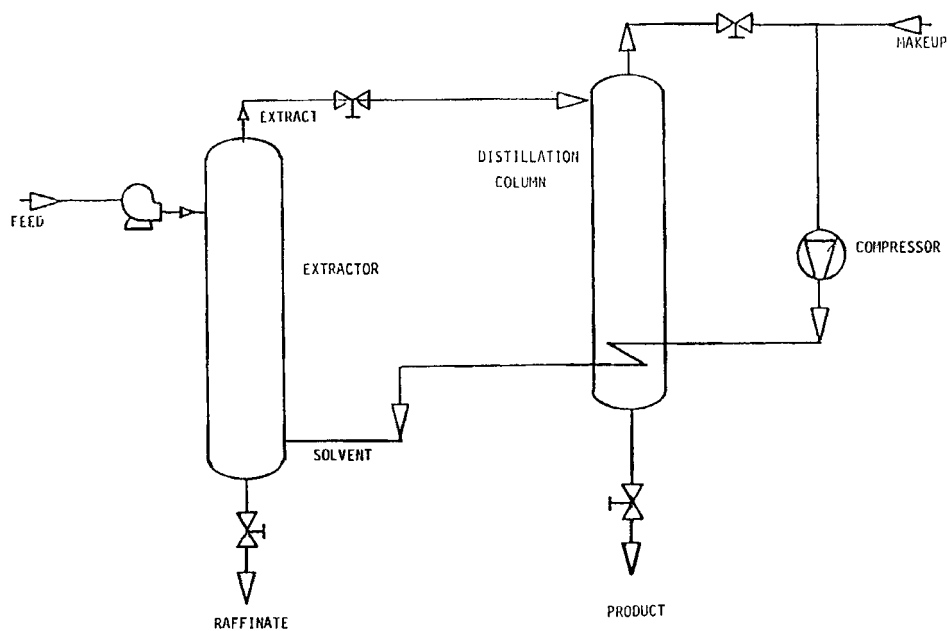 MAKEUP
EXTRACT
DISTILLATION
COLUMN
FEED
COMPRESSOR
EXTRACTOR
SOLVENT
PRODUCT
RAFFINATE